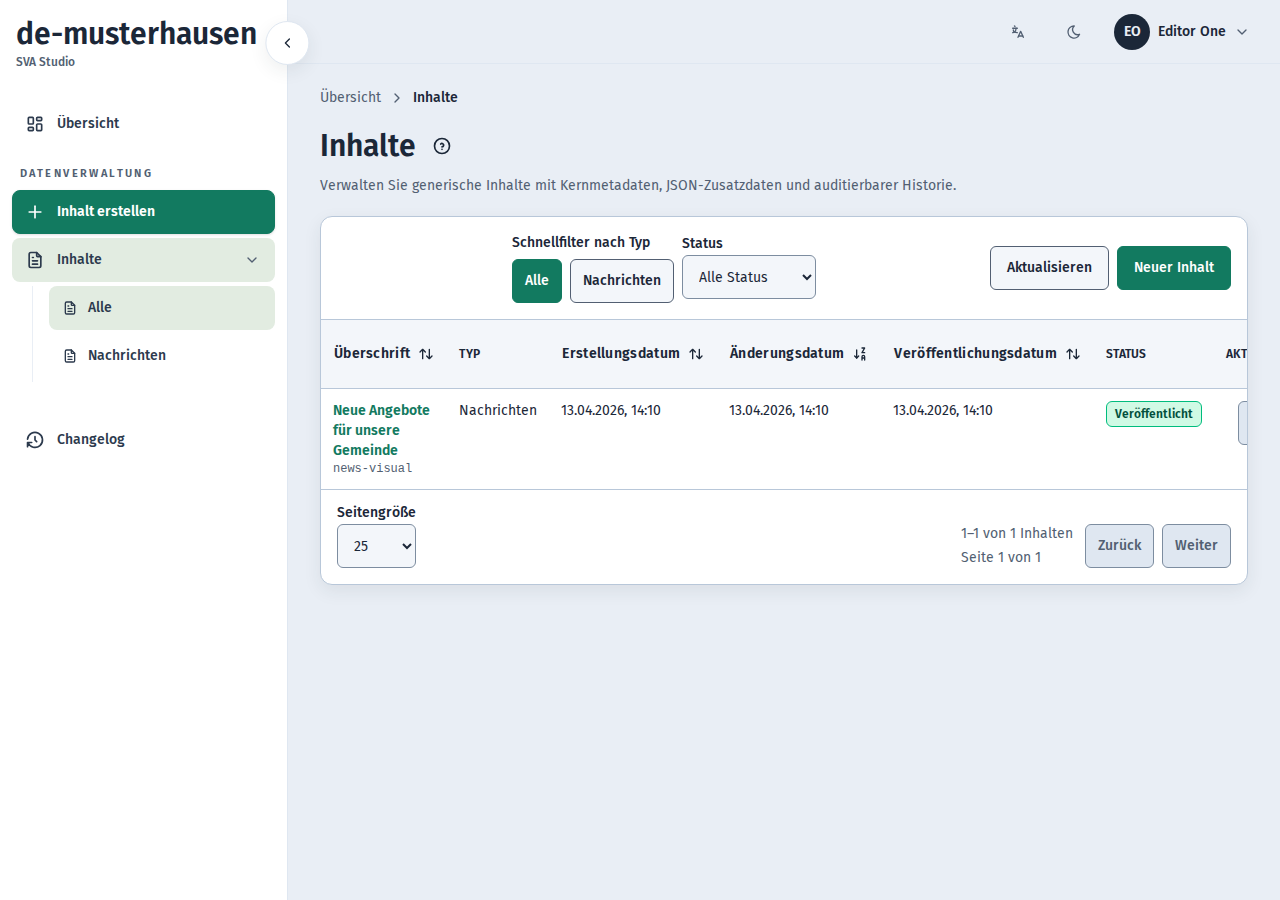 de-musterhausen
SVA Studio
EO
Editor One
Übersicht
DATENVERWALTUNG
Inhalt erstellen
Inhalte
Alle
Nachrichten
Changelog
Übersicht
Inhalte
Inhalte
Verwalten Sie generische Inhalte mit Kernmetadaten, JSON-Zusatzdaten und auditierbarer Historie.
Schnellfilter nach Typ
Alle
Nachrichten
Status
Alle Status
Aktualisieren
Neuer Inhalt
Überschrift
TYP
Erstellungsdatum
Änderungsdatum
Veröffentlichungsdatum
STATUS
AKT
Neue Angebote
für unsere
Gemeinde
news-visual
Nachrichten
13.04.2026, 14:10
13.04.2026, 14:10
13.04.2026, 14:10
Veröffentlicht
Seitengröße
25
1–1 von 1 Inhalten
Seite 1 von 1
Zurück
Weiter